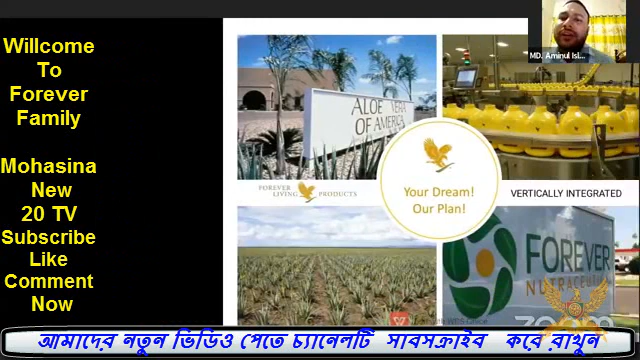 Willcome
To
Forever
Family
Mohasina
New
20 TV
Subscribe
Like
Comment
Now
MD. Aminul Isl...
ALOE VERA
OF AMERICA
FOREVER
LIVING PRODUCTS
Your Dream!
Our Plan!
VERTICALLY INTEGRATED
FOREVER
NUTRACEUTICAL
zoom
আমাদের নতুন ভিডিও পেতে চ্যানেলটি সাবসক্রাইব করে রাখুন